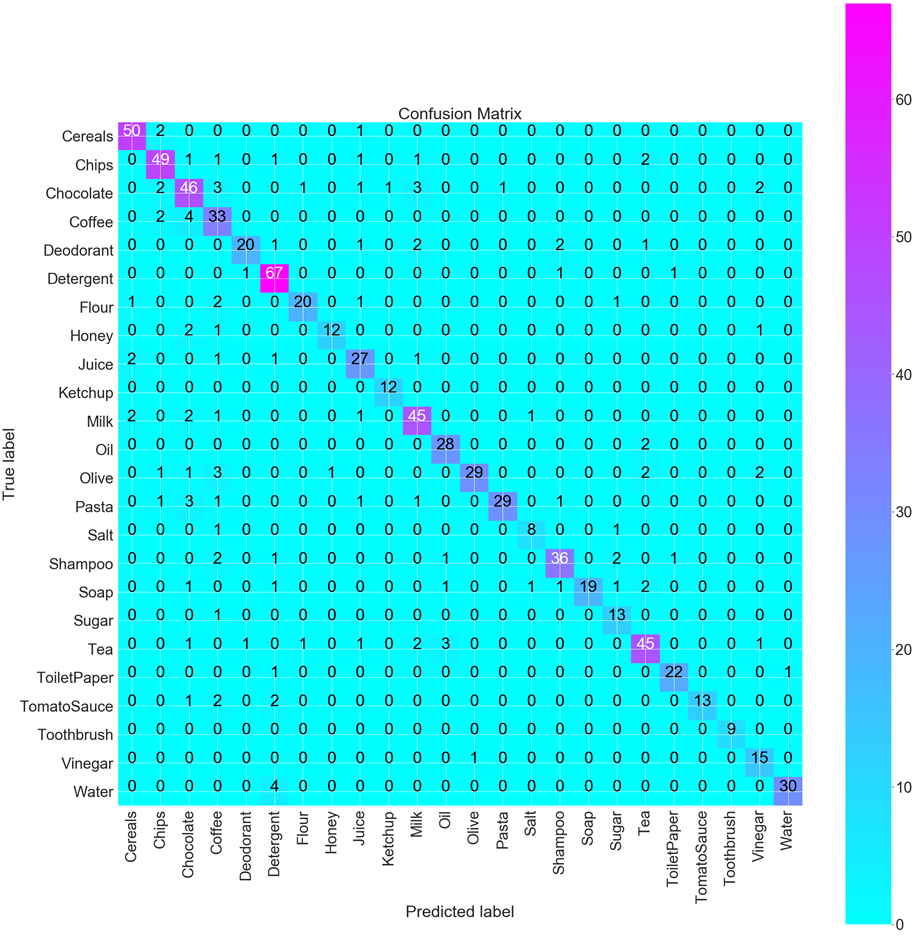 Confusion Matrix
Cereals 50 2 0 0 0 0 0 0 1 0 0 0 0 0 0 0 0 0 0 0 0 0 0 0
Chips 0 49 1 1 0 1 0 0 1 0 1 0 0 0 0 0 0 0 2 0 0 0 0 0
Chocolate 0 2 46 3 0 0 1 0 1 1 3 0 0 1 0 0 0 0 0 0 0 0 2 0
Coffee 0 2 4 33 0 0 0 0 0 0 0 0 0 0 0 0 0 0 0 0 0 0 0 0
Deodorant 0 0 0 0 20 1 0 0 1 0 2 0 0 0 0 2 0 0 1 0 0 0 0 0
Detergent 0 0 0 0 1 67 0 0 0 0 0 0 0 0 0 1 0 0 0 1 0 0 0 0
Flour 1 0 0 2 0 0 20 0 1 0 0 0 0 0 0 0 0 1 0 0 0 0 0 0
Honey 0 0 2 1 0 0 0 12 0 0 0 0 0 0 0 0 0 0 0 0 0 0 1 0
Juice 2 0 0 1 0 1 0 0 27 0 1 0 0 0 0 0 0 0 0 0 0 0 0 0
Ketchup 0 0 0 0 0 0 0 0 0 12 0 0 0 0 0 0 0 0 0 0 0 0 0 0
Milk 2 0 2 1 0 0 0 0 1 0 45 0 0 0 1 0 0 0 0 0 0 0 0 0
Oil 0 0 0 0 0 0 0 0 0 0 0 28 0 0 0 0 0 0 2 0 0 0 0 0
Olive 0 1 1 3 0 0 0 1 0 0 0 0 29 0 0 0 0 0 2 0 0 0 2 0
Pasta 0 1 3 1 0 0 0 0 1 0 1 0 0 29 0 1 0 0 0 0 0 0 0 0
Salt 0 0 0 1 0 0 0 0 0 0 0 0 0 0 8 0 0 1 0 0 0 0 0 0
Shampoo 0 0 0 2 0 1 0 0 0 0 0 1 0 0 0 36 0 2 0 1 0 0 0 0
Soap 0 0 1 0 0 1 0 0 0 0 0 1 0 0 1 1 19 1 2 0 0 0 0 0
Sugar 0 0 0 1 0 0 0 0 0 0 0 0 0 0 0 0 0 13 0 0 0 0 0 0
Tea 0 0 1 0 1 0 1 0 1 0 2 3 0 0 0 0 0 0 45 0 0 0 1 0
ToiletPaper 0 0 0 0 0 1 0 0 0 0 0 0 0 0 0 0 0 0 0 22 0 0 0 1
TomatoSauce 0 0 1 2 0 2 0 0 0 0 0 0 0 0 0 0 0 0 0 0 13 0 0 0
Toothbrush 0 0 0 0 0 0 0 0 0 0 0 0 0 0 0 0 0 0 0 0 0 9 0 0
Vinegar 0 0 0 0 0 0 0 0 0 0 0 0 1 0 0 0 0 0 0 0 0 0 15 0
Water 0 0 0 0 0 4 0 0 0 0 0 0 0 0 0 0 0 0 0 0 0 0 0 30
Cereals Chips Chocolate Coffee Deodorant Detergent Flour Honey Juice Ketchup Milk Oil Olive Pasta Salt Shampoo Soap Sugar Tea ToiletPaper TomatoSauce Toothbrush Vinegar Water
Predicted label
True label
60
50
40
30
20
10
0